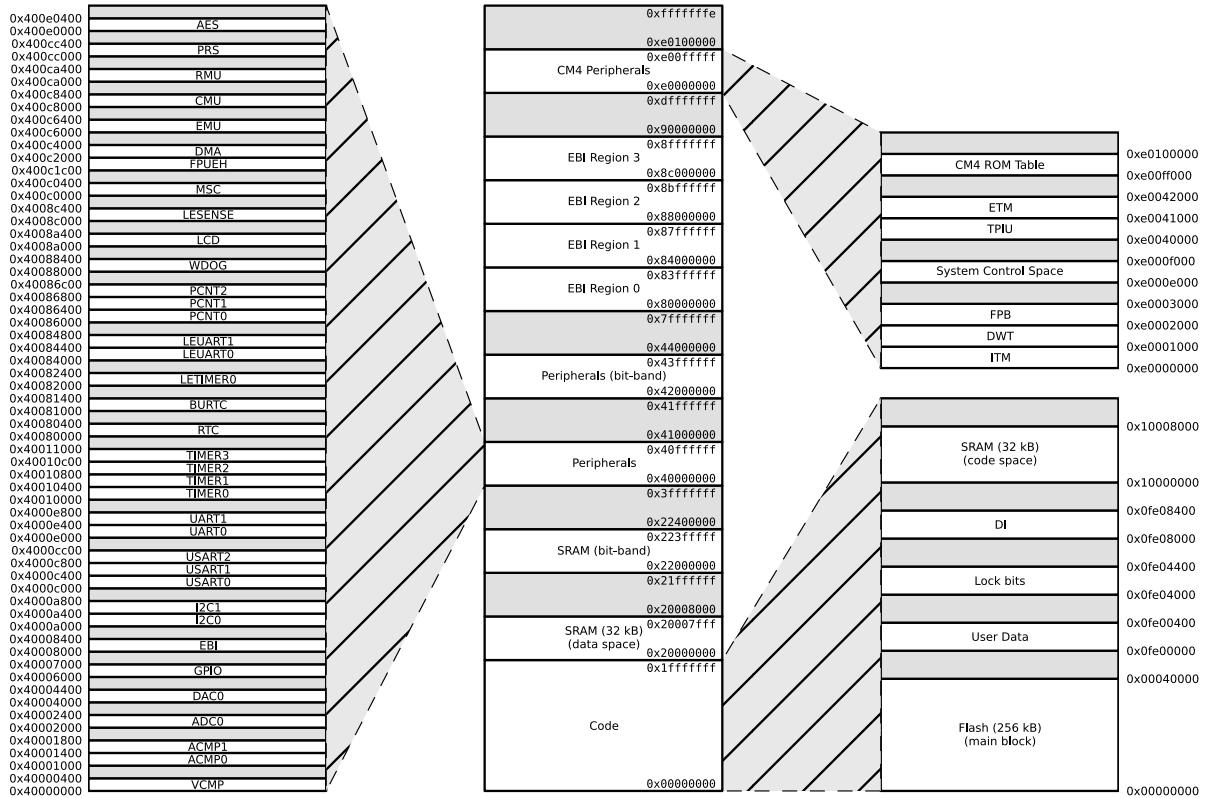 0x400e0400
AES
0x400e0000
0x400cc400
PRS
0x400cc000
0x400ca400
RMU
0x400ca000
0x400c8400
CMU
0x400c8000
0x400c6400
EMU
0x400c6000
0x400c4000
DMA
0x400c2000
FPUEH
0x400c1c00
0x400c0400
MSC
0x400c0000
0x4008c400
LESENSE
0x4008c000
0x4008a400
LCD
0x4008a000
0x40088400
WDOG
0x40088000
0x40086c00
PCNT2
0x40086800
PCNT1
0x40086400
PCNT0
0x40086000
0x40084800
LEUART1
0x40084400
LEUART0
0x40084000
0x40082400
LETIMER0
0x40082000
0x40081400
BURTC
0x40081000
0x40080400
RTC
0x40080000
0x40011000
TIMER3
0x40010c00
TIMER2
0x40010800
TIMER1
0x40010400
TIMER0
0x40010000
0x4000e800
UART1
0x4000e400
UART0
0x4000e000
0x4000cc00
USART2
0x4000c800
USART1
0x4000c400
USART0
0x4000c000
0x4000a800
I2C1
0x4000a400
I2C0
0x4000a000
0x40008400
EBI
0x40008000
0x40007000
GPIO
0x40006000
0x40004400
DAC0
0x40004000
0x40002400
ADC0
0x40002000
0x40001800
ACMP1
0x40001400
ACMP0
0x40001000
0x40000400
VCMP
0x40000000
0xfffffffe
0xe0100000
0xe00fffff
CM4 Peripherals
0xe0000000
0xdfffffff
0x90000000
0x8fffffff
EBI Region 3
0x8c000000
0x8bffffff
EBI Region 2
0x88000000
0x87ffffff
EBI Region 1
0x84000000
0x83ffffff
EBI Region 0
0x80000000
0x7fffffff
0x44000000
0x43ffffff
Peripherals (bit-band)
0x42000000
0x41ffffff
0x41000000
0x40ffffff
Peripherals
0x40000000
0x3fffffff
0x22400000
0x223fffff
SRAM (bit-band)
0x22000000
0x21ffffff
0x20008000
0x20007fff
SRAM (32 kB)
(data space)
0x20000000
0x1fffffff
Code
0x00000000
0xe0100000
CM4 ROM Table
0xe00ff000
0xe0042000
ETM
0xe0041000
TPIU
0xe0040000
0xe000f000
System Control Space
0xe000e000
0xe0003000
FPB
0xe0002000
DWT
0xe0001000
ITM
0xe0000000
0x10008000
SRAM (32 kB)
(code space)
0x10000000
0x0fe08400
DI
0x0fe08000
0x0fe04400
Lock bits
0x0fe04000
0x0fe00400
User Data
0x0fe00000
0x00040000
Flash (256 kB)
(main block)
0x00000000